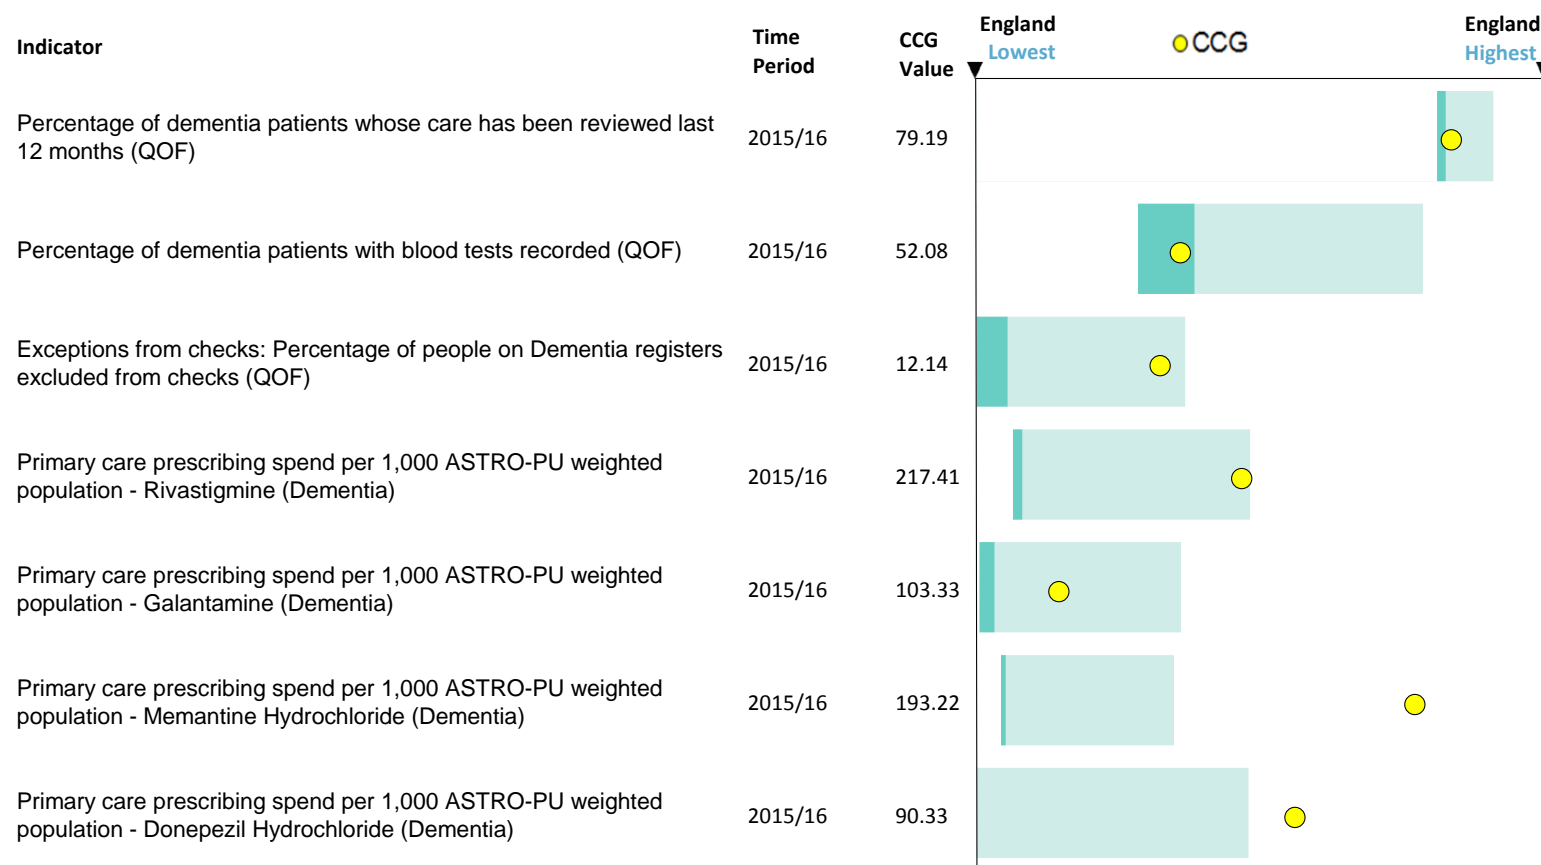 Indicator
Time
Period
CCG
Value
England
Lowest
CCG
England
Highest
Percentage of dementia patients whose care has been reviewed last
12 months (QOF)
2015/16
79.19
Percentage of dementia patients with blood tests recorded (QOF)
2015/16
52.08
Exceptions from checks: Percentage of people on Dementia registers
excluded from checks (QOF)
2015/16
12.14
Primary care prescribing spend per 1,000 ASTRO-PU weighted
population - Rivastigmine (Dementia)
2015/16
217.41
Primary care prescribing spend per 1,000 ASTRO-PU weighted
population - Galantamine (Dementia)
2015/16
103.33
Primary care prescribing spend per 1,000 ASTRO-PU weighted
population - Memantine Hydrochloride (Dementia)
2015/16
193.22
Primary care prescribing spend per 1,000 ASTRO-PU weighted
population - Donepezil Hydrochloride (Dementia)
2015/16
90.33